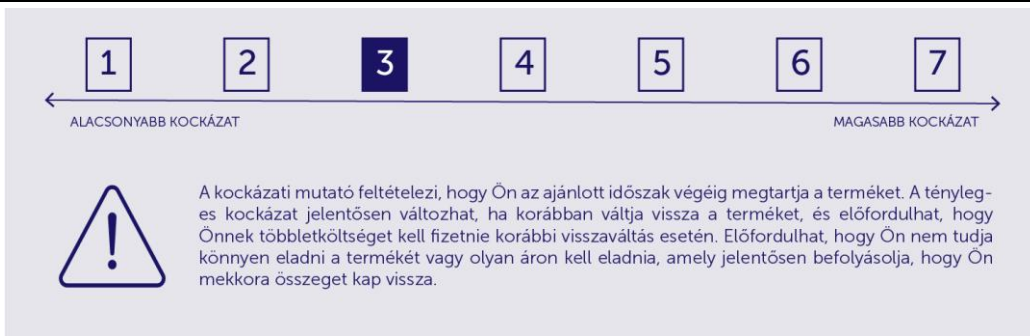 1 2 3 4 5 6 7
ALACSONYABB KOCKÁZAT MAGASABB KOCKÁZAT
A kockázati mutató feltételezi, hogy Ön az ajánlott időszak végéig megtartja a terméket. A tényleg-
es kockázat jelentősen változhat, ha korábban váltja vissza a terméket, és előfordulhat, hogy
Önnek többletköltséget kell fizetnie korábbi visszaváltás esetén. Előfordulhat, hogy Ön nem tudja
könnyen eladni a termékét vagy olyan áron kell eladnia, amely jelentősen befolyásolja, hogy Ön
mekkora összeget kap vissza.